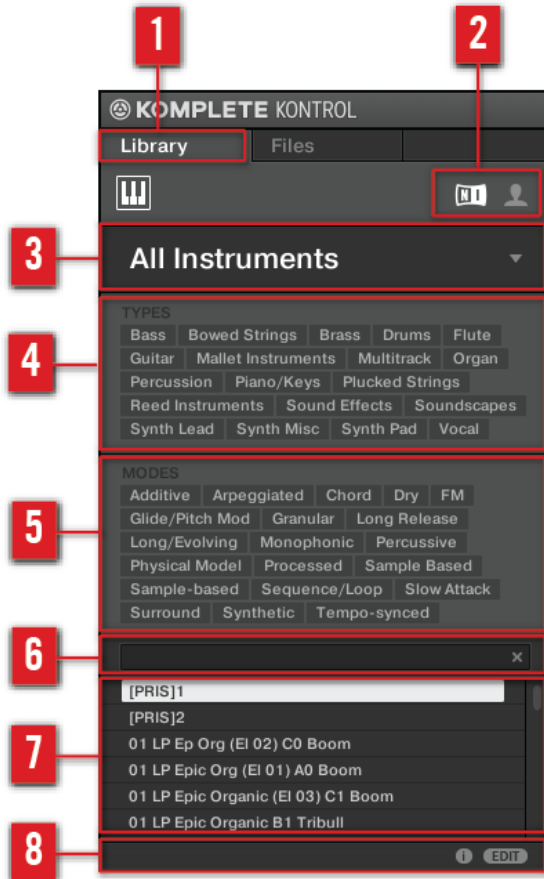 1 2
KOMPLETE KONTROL
Library Files
NI
3 All Instruments
4
TYPES
Bass Bowed Strings Brass Drums Flute
Guitar Mallet Instruments Multitrack Organ
Percussion Piano/Keys Plucked Strings
Reed Instruments Sound Effects Soundscapes
Synth Lead Synth Misc Synth Pad Vocal
5
MODES
Additive Arpeggiated Chord Dry FM
Glide/Pitch Mod Granular Long Release
Long/Evolving Monophonic Percussive
Physical Model Processed Sample Based
Sample-based Sequence/Loop Slow Attack
Surround Synthetic Tempo-synced
6 ×
7
[PRIS]1
[PRIS]2
01 LP Ep Org (El 02) C0 Boom
01 LP Epic Org (El 01) A0 Boom
01 LP Epic Organic (El 03) C1 Boom
01 LP Epic Organic B1 Tribull
8 i EDIT